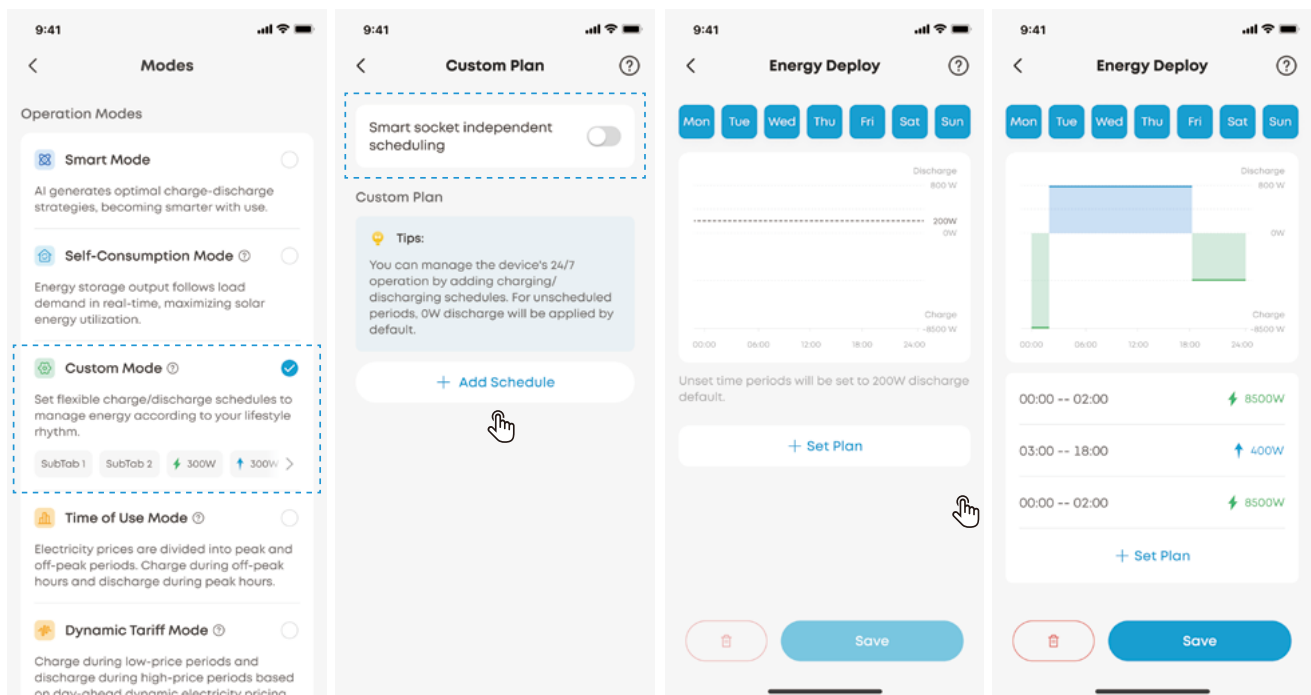 9:41
Modes
Operation Modes
Smart Mode
AI generates optimal charge-discharge
strategies, becoming smarter with use.
Self-Consumption Mode
Energy storage output follows load
demand in real-time, maximizing solar
energy utilization.
Custom Mode
Set flexible charge/discharge schedules to
manage energy according to your lifestyle
rhythm.
SubTab 1 SubTab 2 300W 300W
Time of Use Mode
Electricity prices are divided into peak and
off-peak periods. Charge during off-peak
hours and discharge during peak hours.
Dynamic Tariff Mode
Charge during low-price periods and
discharge during high-price periods based
on day-ahead dynamic electricity pricing
9:41
Custom Plan
Smart socket independent
scheduling
Custom Plan
Tips:
You can manage the device's 24/7
operation by adding charging/
discharging schedules. For unscheduled
periods, 0W discharge will be applied by
default.
+ Add Schedule
9:41
Energy Deploy
Mon Tue Wed Thu Fri Sat Sun
Discharge
800 W
200W
0W
Charge
-8500 W
00:00 06:00 12:00 18:00 24:00
Unset time periods will be set to 200W discharge
default.
+ Set Plan
Save
9:41
Energy Deploy
Mon Tue Wed Thu Fri Sat Sun
Discharge
800 W
0W
Charge
-8500 W
00:00 06:00 12:00 18:00 24:00
00:00 -- 02:00 8500W
03:00 -- 18:00 400W
00:00 -- 02:00 8500W
+ Set Plan
Save